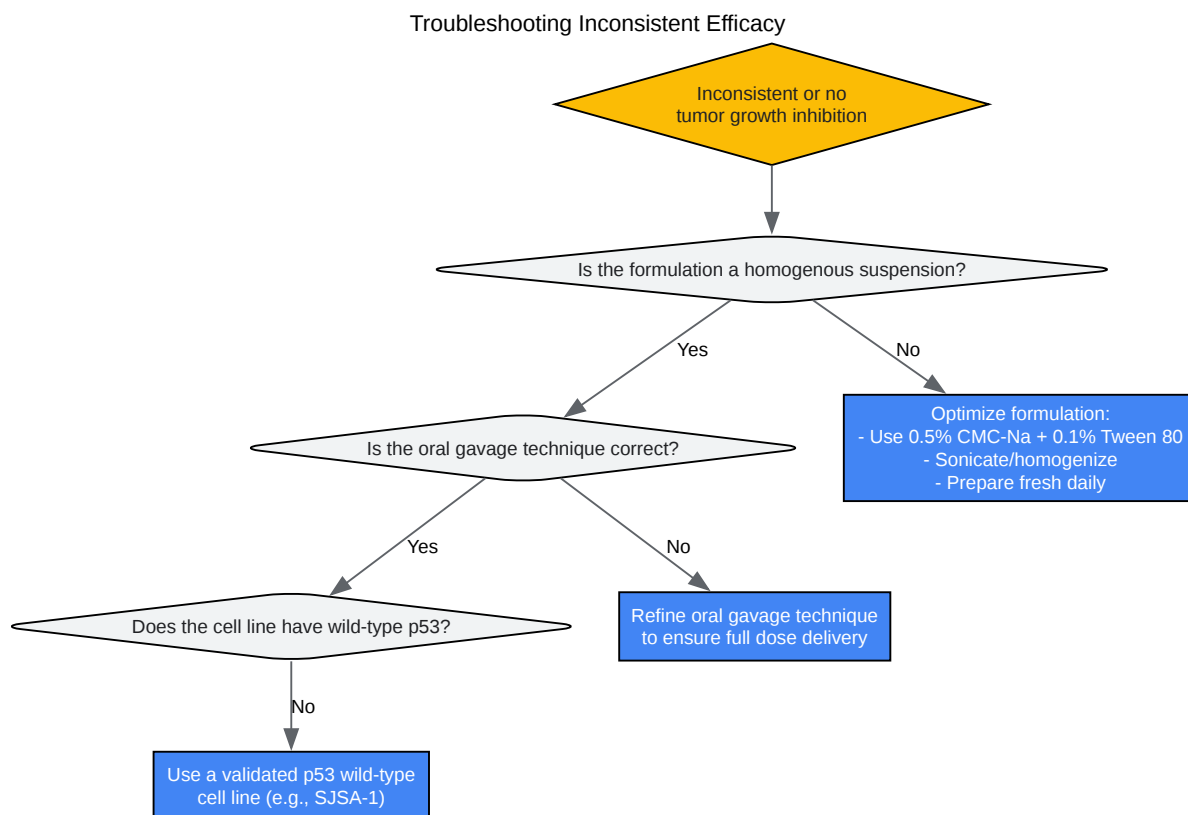 Troubleshooting Inconsistent Efficacy
Inconsistent or no
tumor growth inhibition
Is the formulation a homogenous suspension?
Yes
No
Optimize formulation:
- Use 0.5% CMC-Na + 0.1% Tween 80
- Sonicate/homogenize
- Prepare fresh daily
Is the oral gavage technique correct?
Yes
No
Refine oral gavage technique
to ensure full dose delivery
Does the cell line have wild-type p53?
No
Use a validated p53 wild-type
cell line (e.g., SJSA-1)